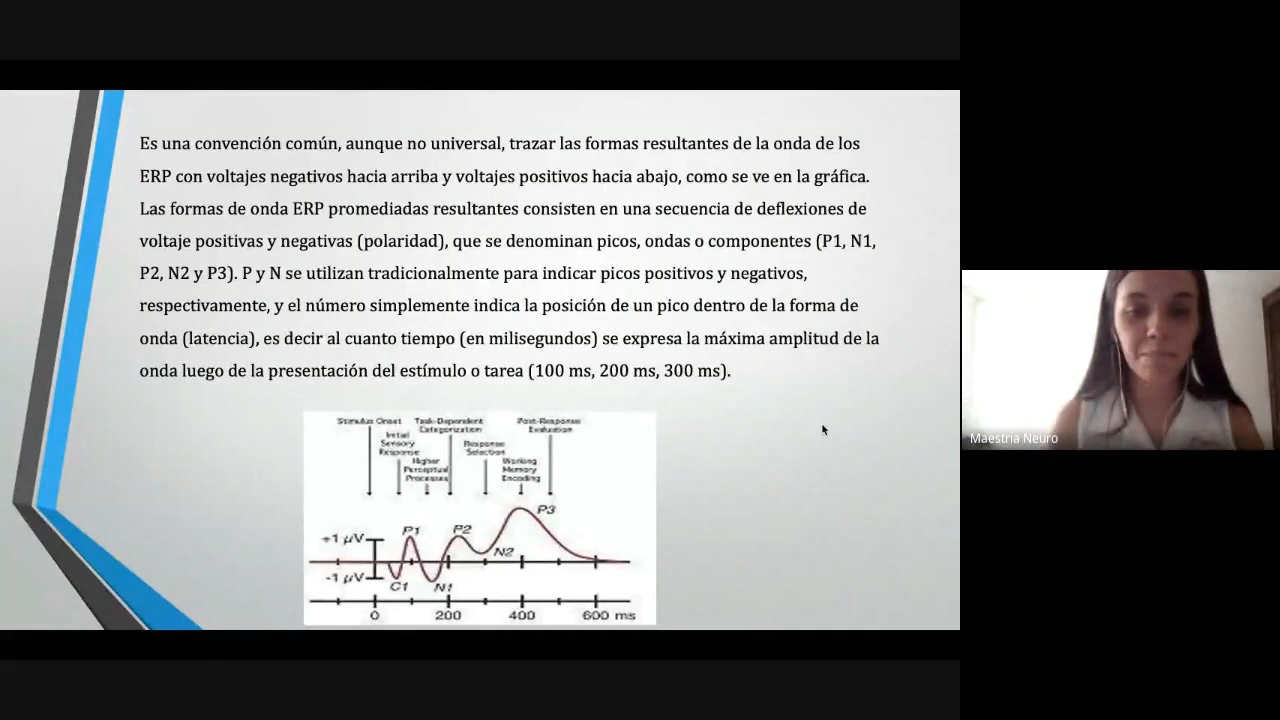 Es una convención común, aunque no universal, trazar las formas resultantes de la onda de los
ERP con voltajes negativos hacia arriba y voltajes positivos hacia abajo, como se ve en la gráfica.
Las formas de onda ERP promediadas resultantes consisten en una secuencia de deflexiones de
voltaje positivas y negativas (polaridad), que se denominan picos, ondas o componentes (P1, N1,
P2, N2 y P3). P y N se utilizan tradicionalmente para indicar picos positivos y negativos,
respectivamente, y el número simplemente indica la posición de un pico dentro de la forma de
onda (latencia), es decir al cuanto tiempo (en milisegundos) se expresa la máxima amplitud de la
onda luego de la presentación del estímulo o tarea (100 ms, 200 ms, 300 ms).
Stimulus Onset
Initial
Sensory
Response
Higher
Perceptual
Processes
Task-Dependent
Categorization
Response
Selection
Working
Memory
Encoding
Post-Response
Evaluation
+1 μV
-1 μV
C1
P1
N1
P2
N2
P3
0 200 400 600 ms
Maestria Neuro